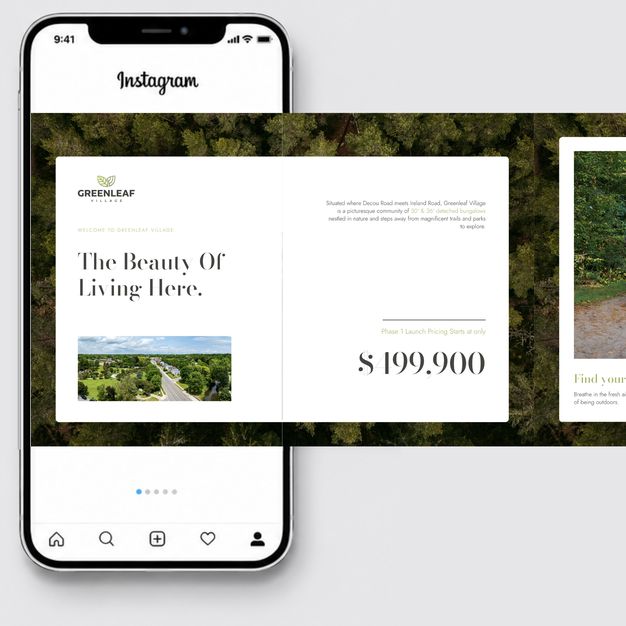 9:41
Instagram
GREENLEAF
VILLAGE
WELCOME TO GREENLEAF VILLAGE
The Beauty Of
Living Here.
Situated where Decou Road meets Ireland Road, Greenleaf Village
is a picturesque community of 30' & 36' detached bungalows
nestled in nature and steps away from magnificent trails and parks
to explore.
Phase 1 Launch Pricing Starts at only
$499,900
Find your
Breathe in the fresh a
of being outdoors.